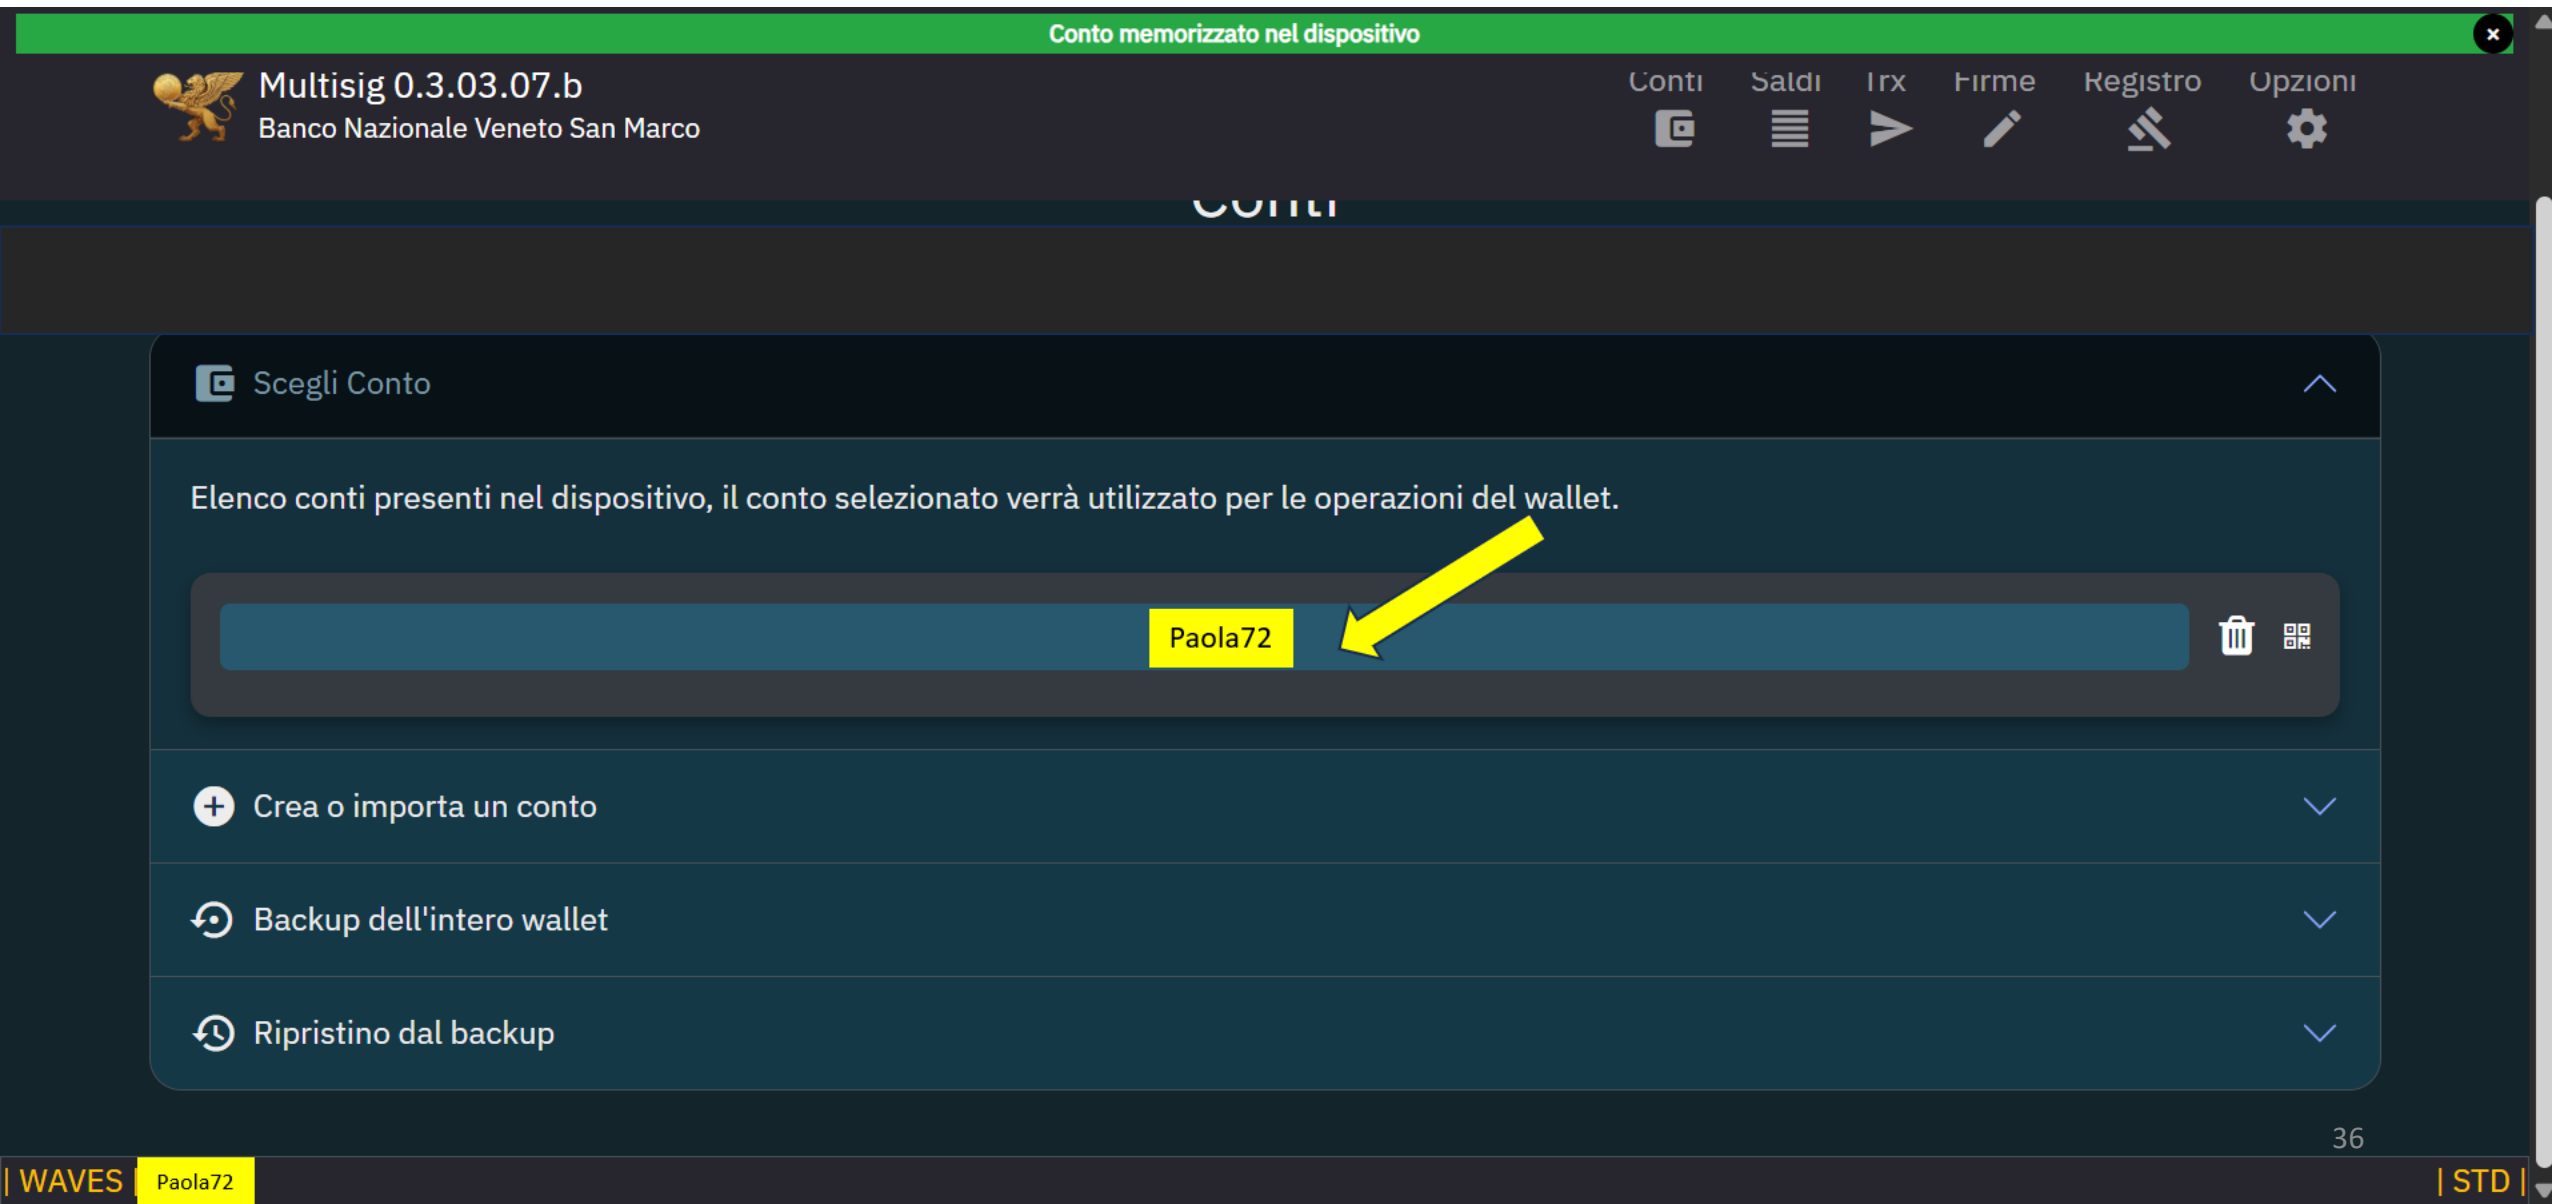 Conto memorizzato nel dispositivo
Multisig 0.3.03.07.b
Banco Nazionale Veneto San Marco
Conti Saldi Trx Firme Registro Opzioni
Conti
Scegli Conto
Elenco conti presenti nel dispositivo, il conto selezionato verrà utilizzato per le operazioni del wallet.
Paola72
Crea o importa un conto
Backup dell'intero wallet
Ripristino dal backup
36
| WAVES | Paola72 | STD |